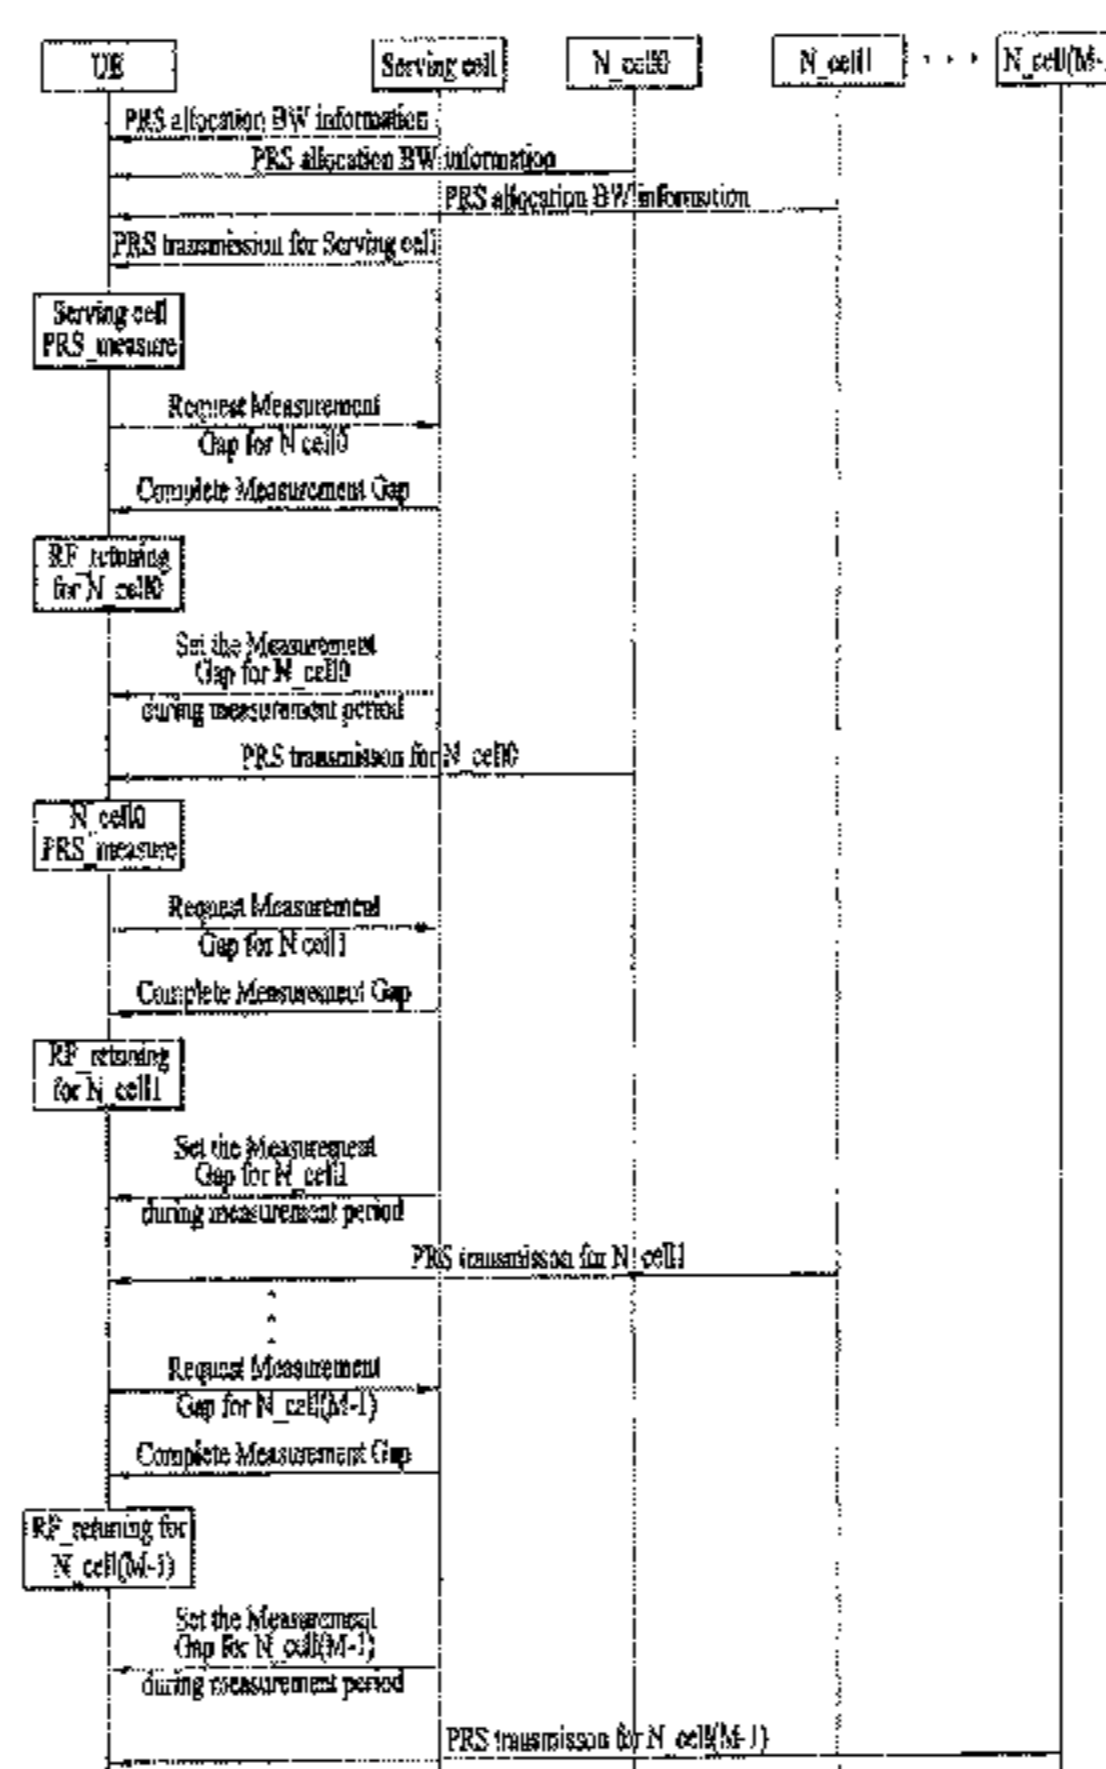 UE
Serving cell
N_cell0
N_cell1
N_cell(M-
PRS allocation BW information
PRS allocation BW information
PRS allocation BW information
PRS transmission for Serving cell
Serving cell
PRS_measure
Request Measurement
Gap for N cell0
Complete Measurement Gap
RF_retuning
for N_cell0
Set the Measurement
Gap for N_cell0
during measurement period
PRS transmisson for N_cell0
N_cell0
PRS_measure
Request Measurement
Gap for N cell1
Complete Measurement Gap
RF_retuning
for N_cell1
Set the Measurement
Gap for N_cell1
during measurement period
PRS transmisson for N_cell1
Request Measurement
Gap for N_cell(M-1)
Complete Measurement Gap
RF_retuning for
N_cell(M-1)
Set the Measurement
Gap for N_cell(M-1)
during measurement period
PRS transmisson for N_cell(M-1)